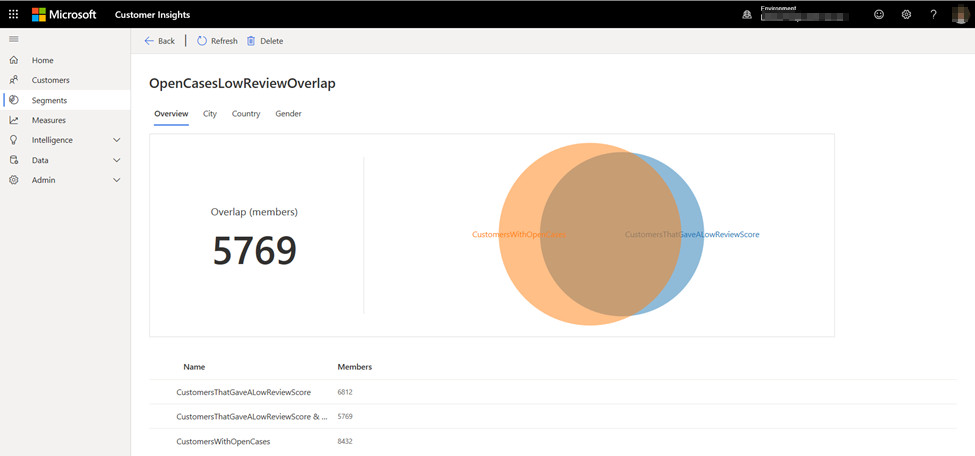 Microsoft Customer Insights
Environment
?
Back Refresh Delete
Home
Customers
Segments
Measures
Intelligence
Data
Admin
OpenCasesLowReviewOverlap
Overview City Country Gender
Overlap (members)
5769
CustomersWithOpenCases CustomersThatGaveALowReviewScore
Name Members
CustomersThatGaveALowReviewScore 6812
CustomersThatGaveALowReviewScore & ... 5769
CustomersWithOpenCases 8432